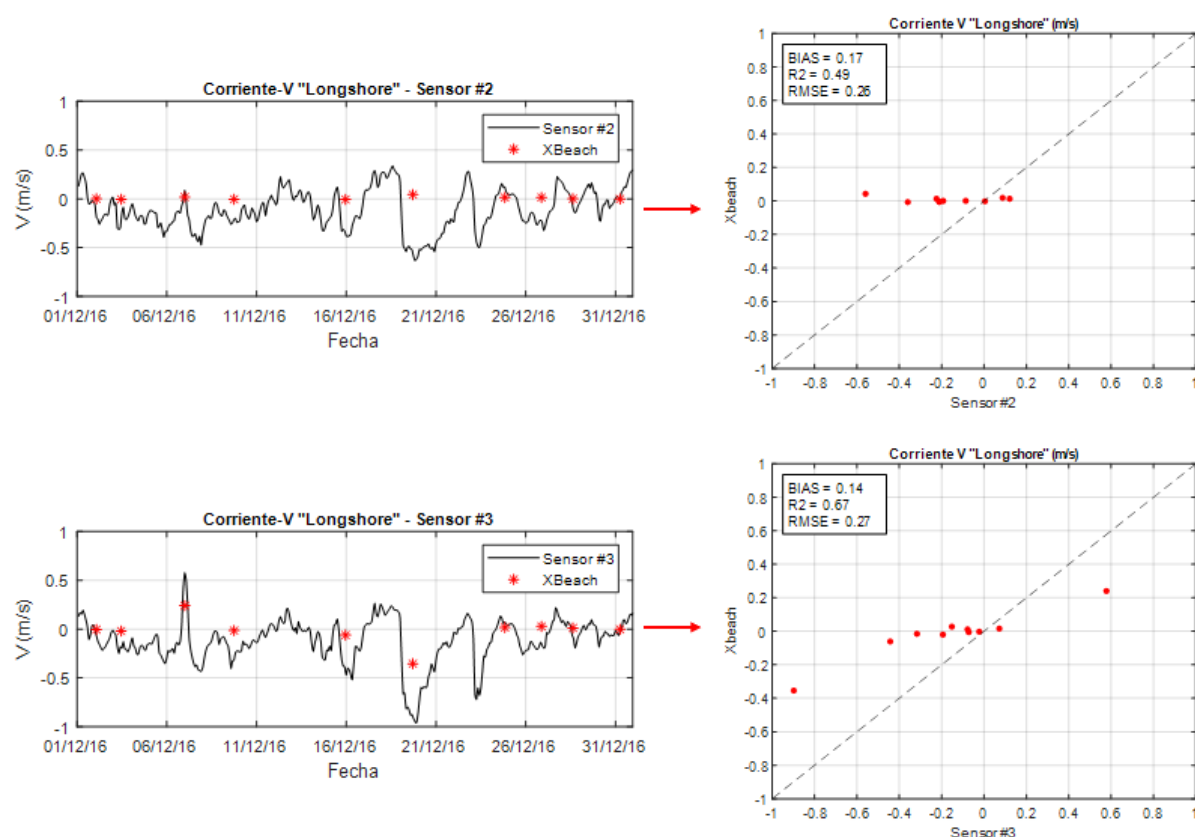 Corriente-V "Longshore" - Sensor #2
V (m/s)
1
0.5
0
-0.5
-1
Sensor #2
XBeach
01/12/16 06/12/16 11/12/16 16/12/16 21/12/16 26/12/16 31/12/16
Fecha
Corriente V "Longshore" (m/s)
BIAS = 0.17
R2 = 0.49
RMSE = 0.26
Xbeach
1
0.8
0.6
0.4
0.2
0
-0.2
-0.4
-0.6
-0.8
-1
-1 -0.8 -0.6 -0.4 -0.2 0 0.2 0.4 0.6 0.8 1
Sensor #2
Corriente-V "Longshore" - Sensor #3
V (m/s)
1
0.5
0
-0.5
-1
Sensor #3
XBeach
01/12/16 06/12/16 11/12/16 16/12/16 21/12/16 26/12/16 31/12/16
Fecha
Corriente V "Longshore" (m/s)
BIAS = 0.14
R2 = 0.67
RMSE = 0.27
Xbeach
1
0.8
0.6
0.4
0.2
0
-0.2
-0.4
-0.6
-0.8
-1
-1 -0.8 -0.6 -0.4 -0.2 0 0.2 0.4 0.6 0.8 1
Sensor #3